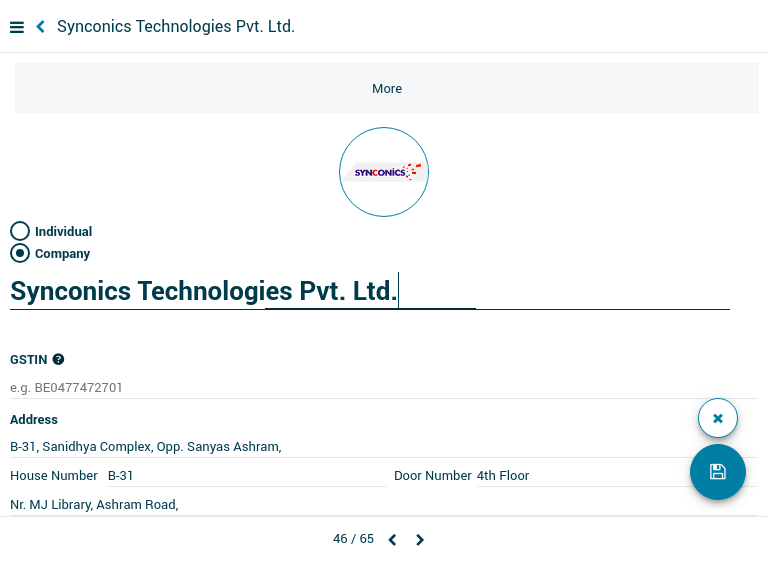 Synconics Technologies Pvt. Ltd.
More
SYNCONICS
Individual
Company
Synconics Technologies Pvt. Ltd.
GSTIN ?
e.g. BE0477472701
Address
B-31, Sanidhya Complex, Opp. Sanyas Ashram,
House Number B-31 Door Number 4th Floor
Nr. MJ Library, Ashram Road,
46 / 65